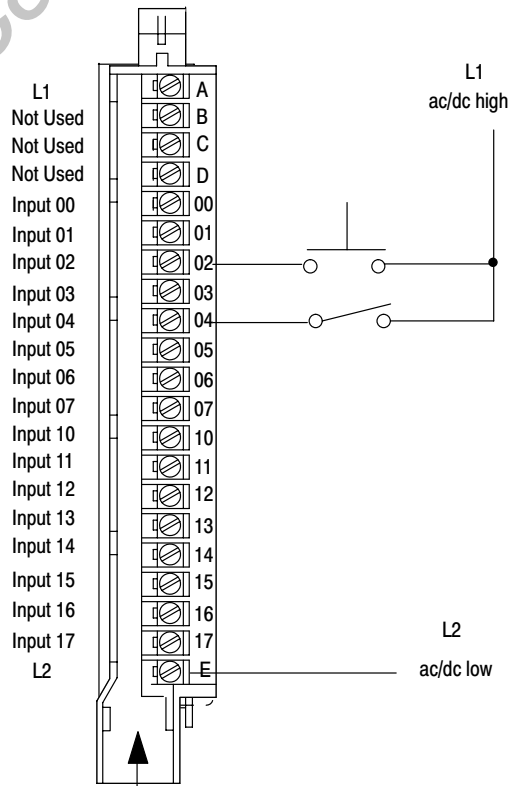 L1
Not Used
Not Used
Not Used
Input 00
Input 01
Input 02
Input 03
Input 04
Input 05
Input 06
Input 07
Input 10
Input 11
Input 12
Input 13
Input 14
Input 15
Input 16
Input 17
L2
A
B
C
D
00
01
02
03
04
05
06
07
10
11
12
13
14
15
16
17
E
L1
ac/dc high
L2
ac/dc low